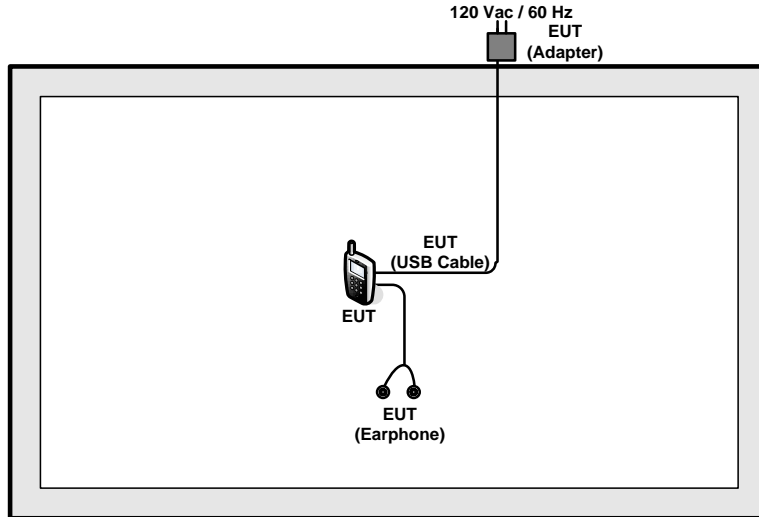 120 Vac / 60 Hz
EUT
(Adapter)
EUT
(USB Cable)
EUT
EUT
(Earphone)